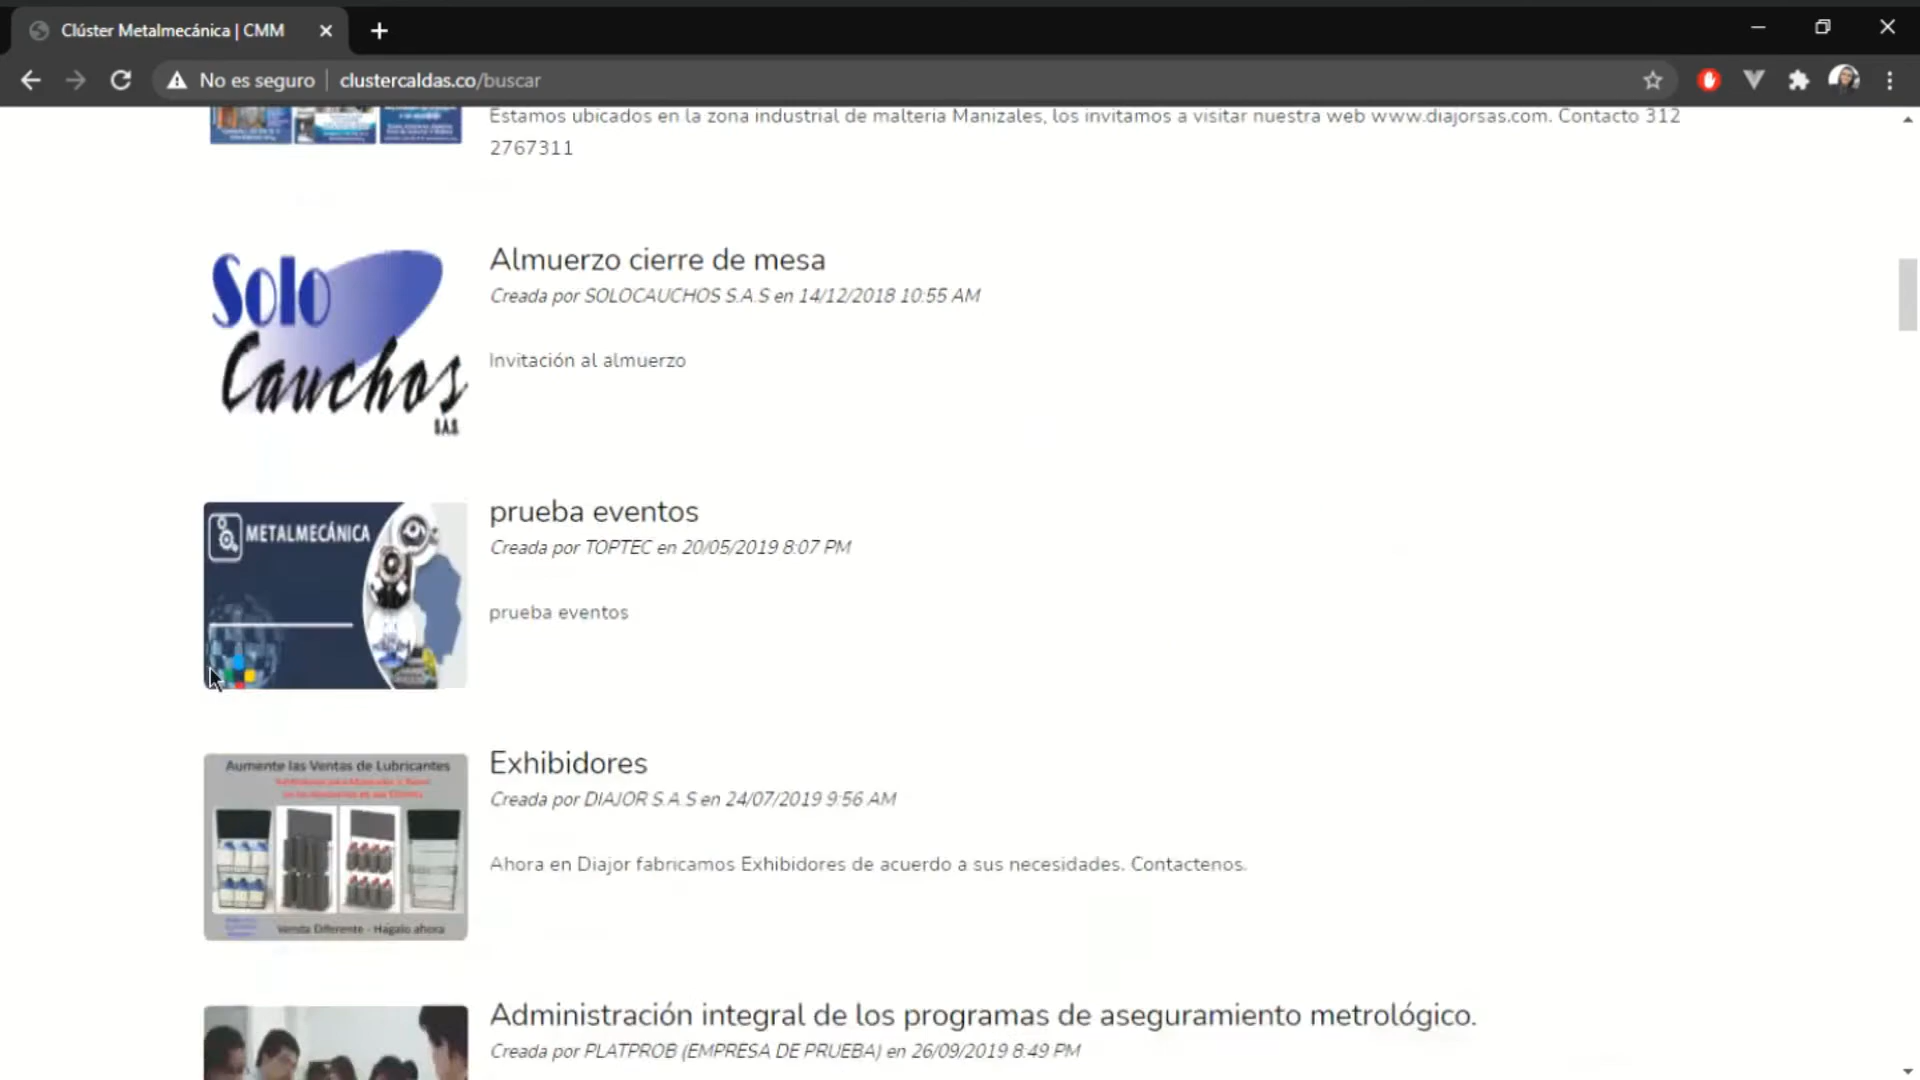 Clúster Metalmecánica | CMM
No es seguro
clustercaldas.co/buscar
Estamos ubicados en la zona industrial de malteria Manizales, los invitamos a visitar nuestra web www.diajorsas.com. Contacto 312
2767311
Solo
Cauchos
S.A.S
Almuerzo cierre de mesa
Creada por SOLOCAUCHOS S.A.S en 14/12/2018 10:55 AM
Invitación al almuerzo
METALMECÁNICA
prueba eventos
Creada por TOPTEC en 20/05/2019 8:07 PM
prueba eventos
Aumente las Ventas de Lubricantes
Venda Diferente - Hagalo ahora
Exhibidores
Creada por DIAJOR S.A.S en 24/07/2019 9:56 AM
Ahora en Diajor fabricamos Exhibidores de acuerdo a sus necesidades. Contactenos.
Administración integral de los programas de aseguramiento metrológico.
Creada por PLATPROB (EMPRESA DE PRUEBA) en 26/09/2019 8:49 PM